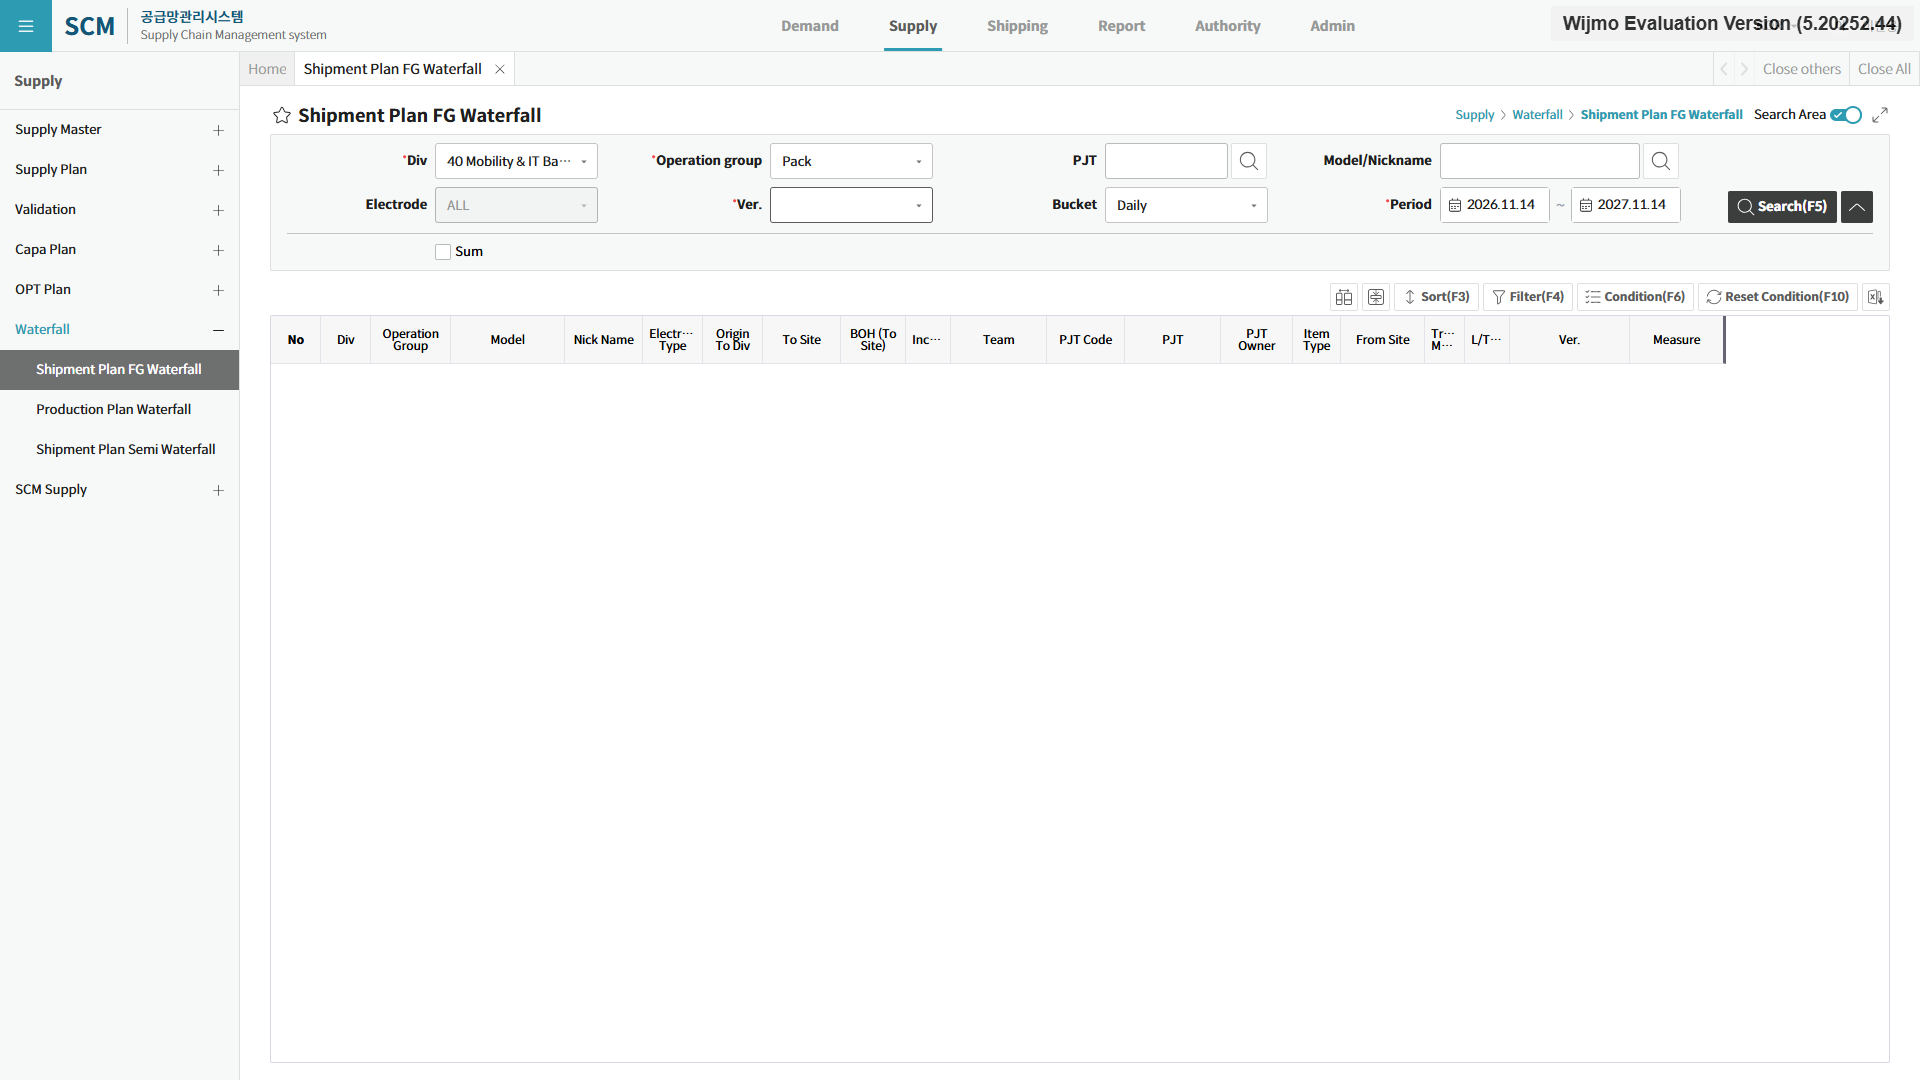 SCM
공급망관리시스템
Supply Chain Management system
Demand
Supply
Shipping
Report
Authority
Admin
Wijmo Evaluation Version (5.20252.44)
Supply
Home
Shipment Plan FG Waterfall
Close others
Close All
Supply Master
Supply Plan
Validation
Capa Plan
OPT Plan
Waterfall
Shipment Plan FG Waterfall
Production Plan Waterfall
Shipment Plan Semi Waterfall
SCM Supply
Shipment Plan FG Waterfall
Supply > Waterfall > Shipment Plan FG Waterfall
Search Area
*Div
40 Mobility & IT Ba···
*Operation group
Pack
PJT
Model/Nickname
Electrode
ALL
*Ver.
Bucket
Daily
*Period
2026.11.14 ~ 2027.11.14
Search(F5)
Sum
Sort(F3)
Filter(F4)
Condition(F6)
Reset Condition(F10)
No
Div
Operation
Group
Model
Nick Name
Electr···
Type
Origin
To Div
To Site
BOH (To
Site)
Inc···
Team
PJT Code
PJT
PJT
Owner
Item
Type
From Site
Tr···
M···
L/T···
Ver.
Measure